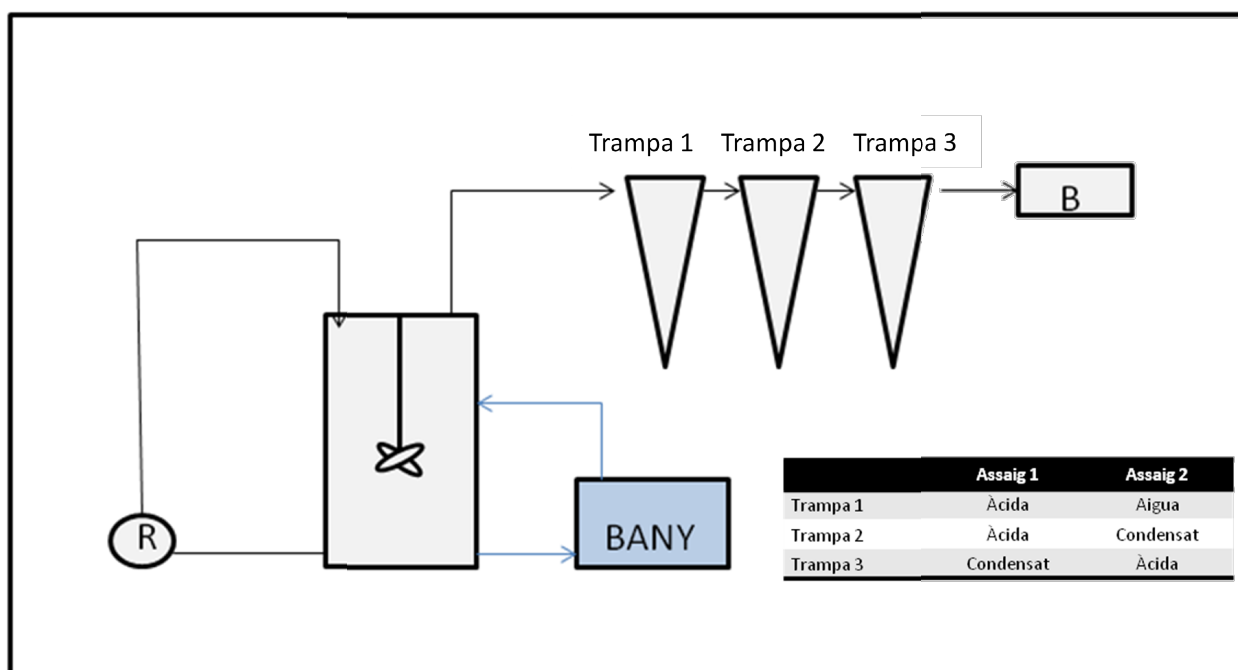 Trampa 1 Trampa 2 Trampa 3
B
R
BANY
Assaig 1 Assaig 2
Trampa 1 Àcida Aigua
Trampa 2 Àcida Condensat
Trampa 3 Condensat Àcida